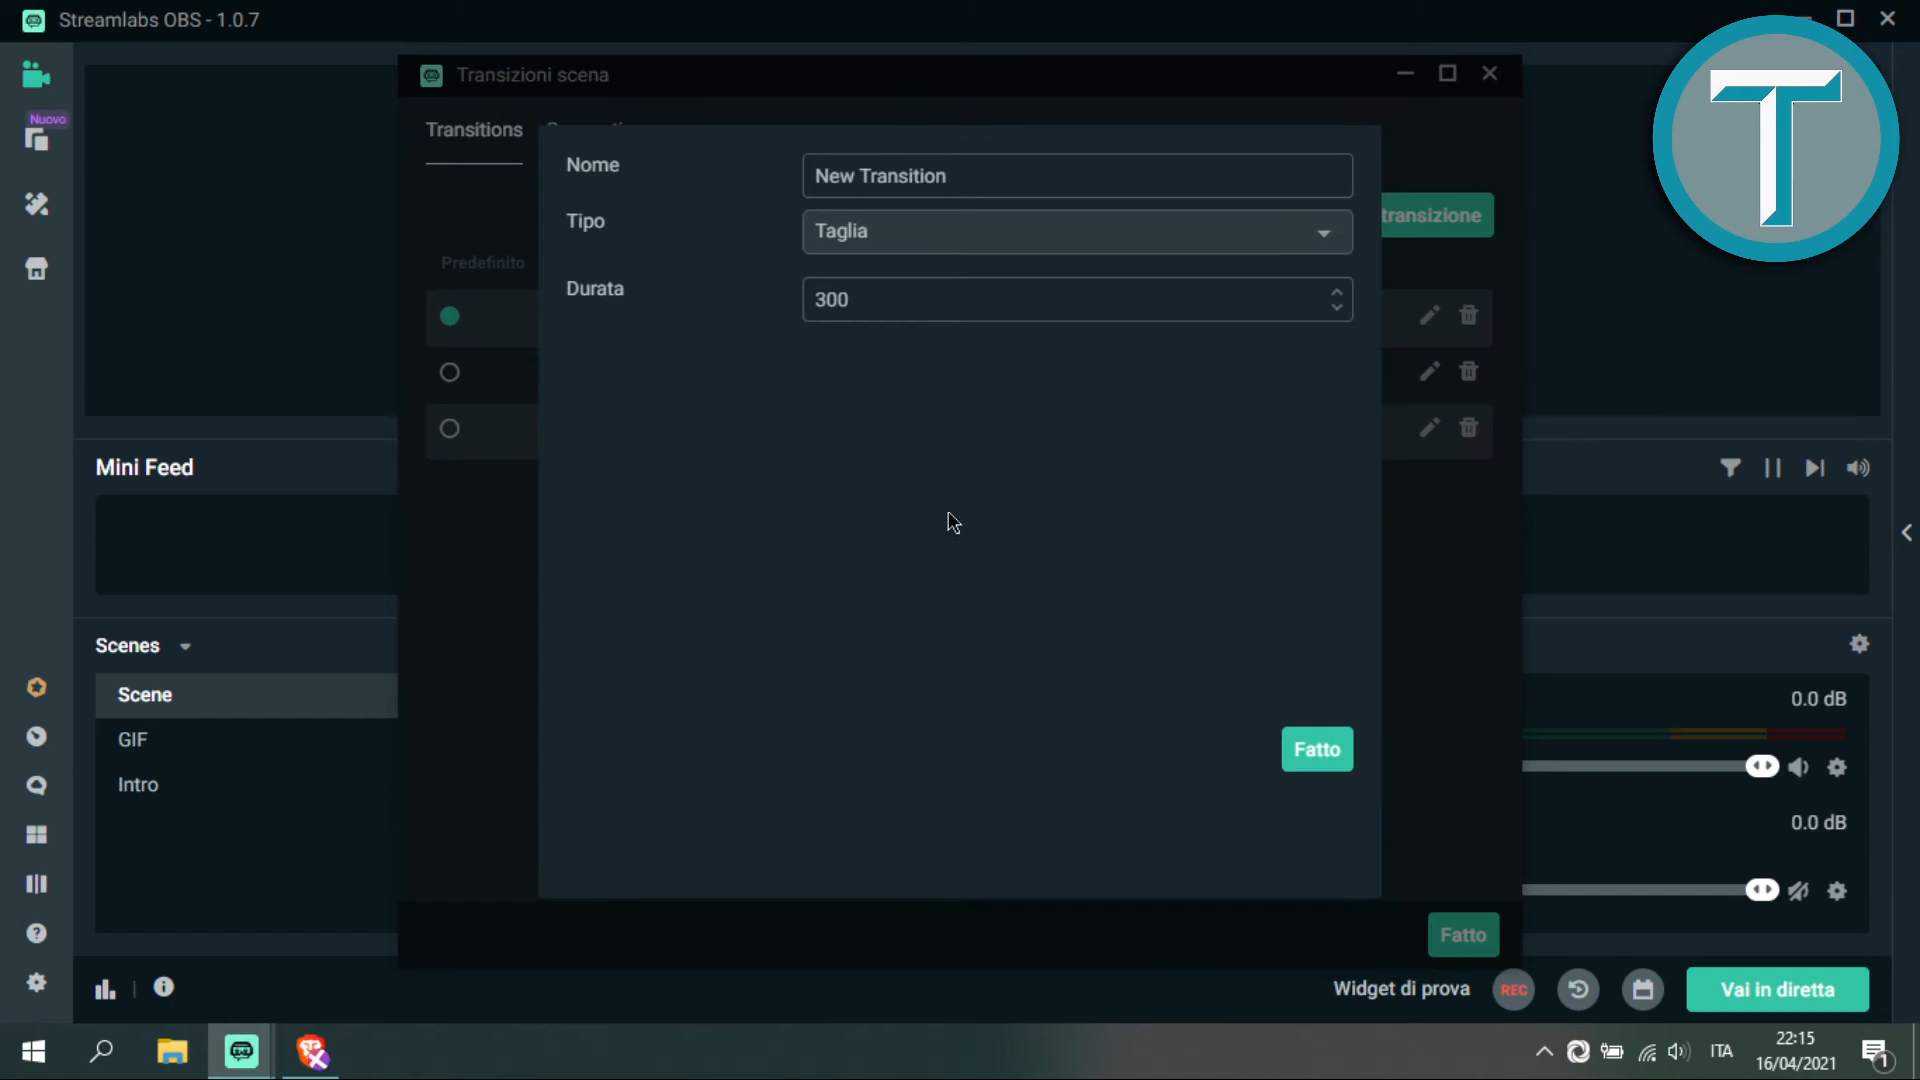 Streamlabs OBS - 1.0.7
T
Transizioni scena
Nuovo
Transitions
Nome
New Transition
Tipo
Taglia
transizione
Predefinito
Durata
300
Mini Feed
Scenes
Scene
GIF
Intro
0.0 dB
Fatto
0.0 dB
Fatto
Widget di prova
REC
Vai in diretta
22:15
ITA
16/04/2021
1